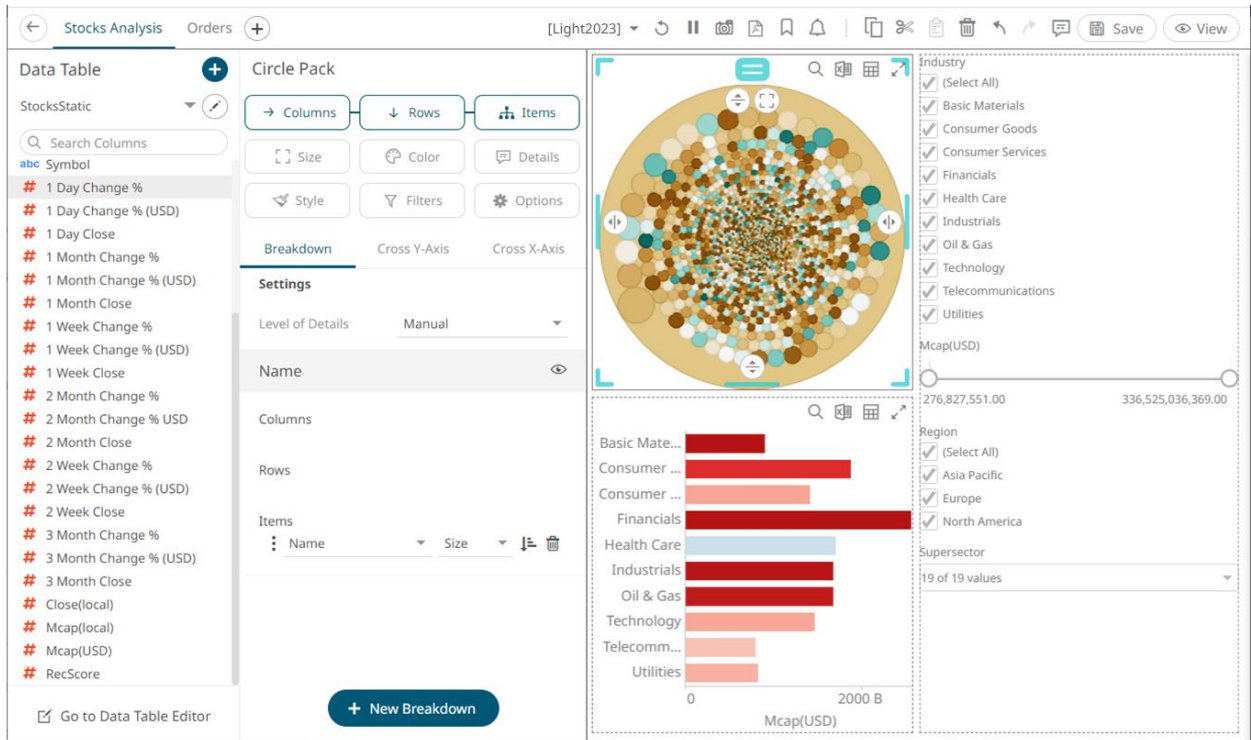 Stocks Analysis Orders [Light2023] Save View
Data Table
StocksStatic
Search Columns
abc Symbol
# 1 Day Change %
# 1 Day Change % (USD)
# 1 Day Close
# 1 Month Change %
# 1 Month Change % (USD)
# 1 Month Close
# 1 Week Change %
# 1 Week Change % (USD)
# 1 Week Close
# 2 Month Change %
# 2 Month Change % USD
# 2 Month Close
# 2 Week Change %
# 2 Week Change % (USD)
# 2 Week Close
# 3 Month Change %
# 3 Month Change % (USD)
# 3 Month Close
# Close(local)
# Mcap(local)
# Mcap(USD)
# RecScore
Go to Data Table Editor
Circle Pack
Columns Rows Items
Size Color Details
Style Filters Options
Breakdown Cross Y-Axis Cross X-Axis
Settings
Level of Details Manual
Name
Columns
Rows
Items
Name Size
+ New Breakdown
Basic Mate...
Consumer ...
Consumer ...
Financials
Health Care
Industrials
Oil & Gas
Technology
Telecomm...
Utilities
0 2000 B
Mcap(USD)
Industry
(Select All)
Basic Materials
Consumer Goods
Consumer Services
Financials
Health Care
Industrials
Oil & Gas
Technology
Telecommunications
Utilities
Mcap(USD)
276,827,551.00 336,525,036,369.00
Region
(Select All)
Asia Pacific
Europe
North America
Supersector
19 of 19 values